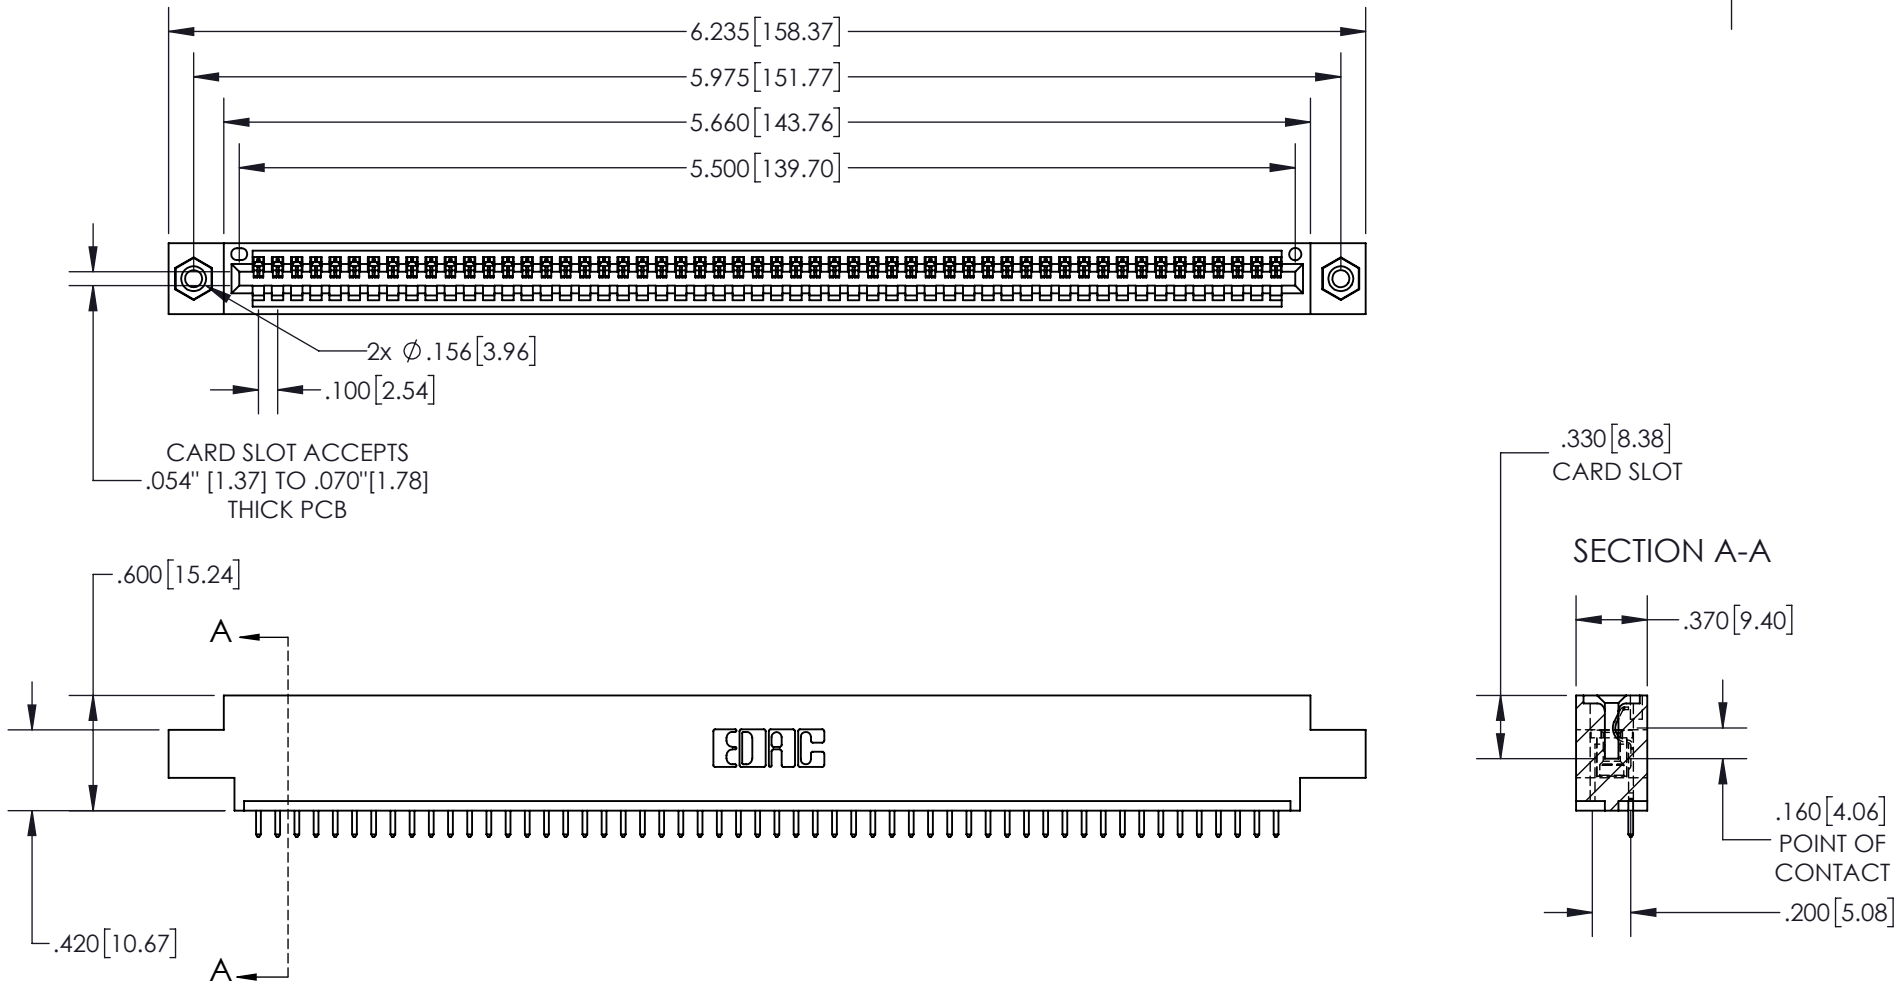 6.235[158.37]
5.975[151.77]
5.660[143.76]
5.500[139.70]
2x Ø.156[3.96]
.100[2.54]
CARD SLOT ACCEPTS
.054" [1.37] TO .070"[1.78]
THICK PCB
.330[8.38]
CARD SLOT
SECTION A-A
.600[15.24]
.370[9.40]
A
EDAC
.160[4.06]
POINT OF
CONTACT
.200[5.08]
.420[10.67]
A